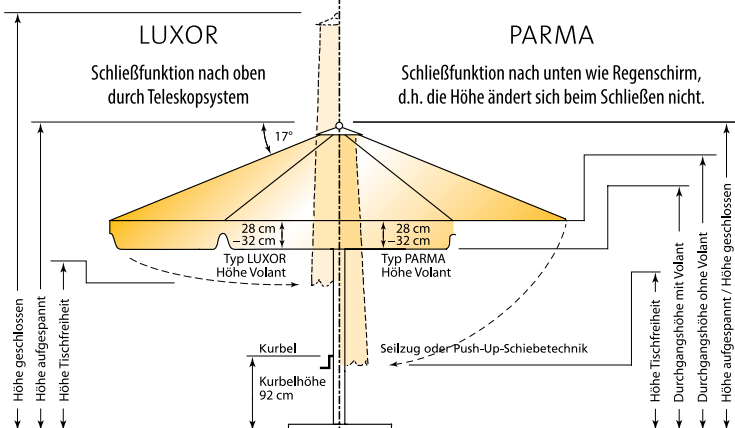 LUXOR
Schließfunktion nach oben
durch Teleskopsystem
PARMA
Schließfunktion nach unten wie Regenschirm,
d.h. die Höhe ändert sich beim Schließen nicht.
17°
28 cm
–32 cm
Typ LUXOR
Höhe Volant
28 cm
–32 cm
Typ PARMA
Höhe Volant
Kurbel
Kurbelhöhe
92 cm
Seilzug oder Push-Up-Schiebetechnik
Höhe geschlossen
Höhe aufgespannt
Höhe Tischfreiheit
Höhe Tischfreiheit
Durchgangshöhe mit Volant
Durchgangshöhe ohne Volant
Höhe aufgespannt / Höhe geschlossen